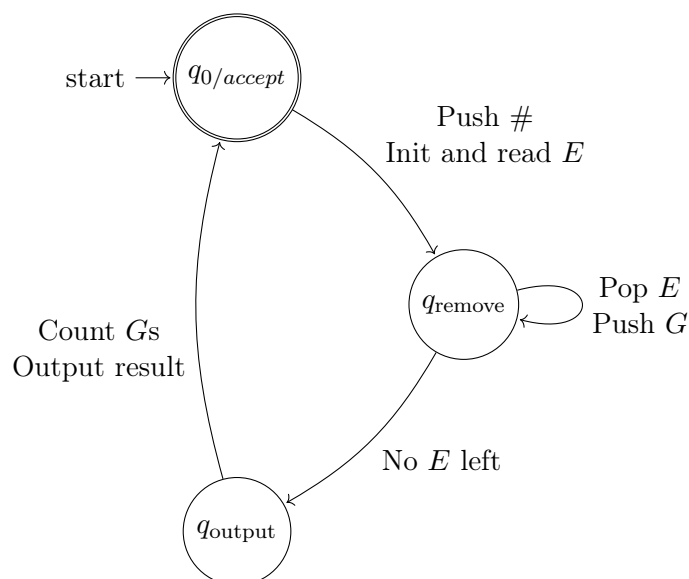 start
q0/accept
Push #
Init and read E
qremove
Pop E
Push G
Count Gs
Output result
No E left
qoutput